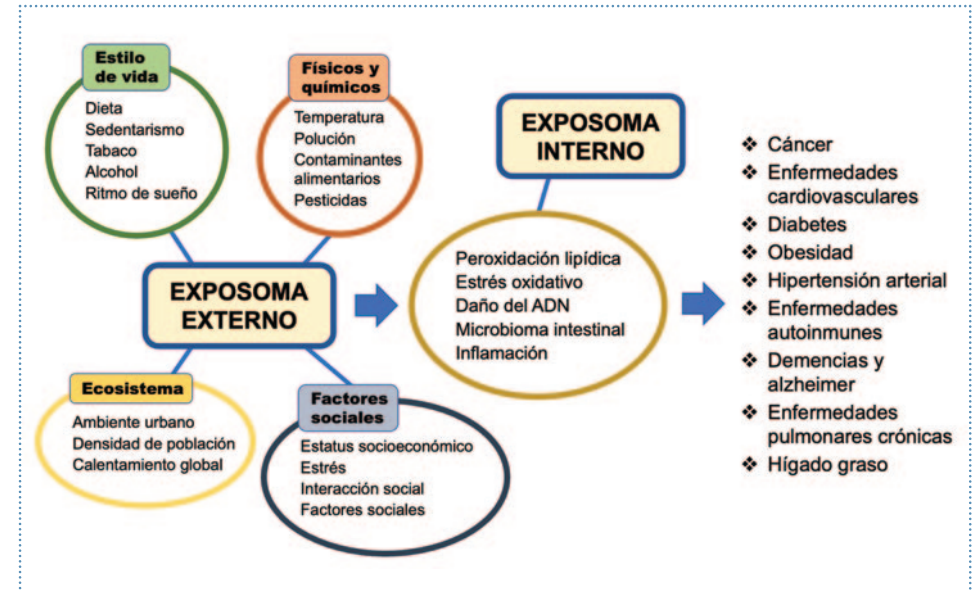 Estilo
de vida
Dieta
Sedentarismo
Tabaco
Alcohol
Ritmo de sueño
Físicos y
químicos
Temperatura
Polución
Contaminantes
alimentarios
Pesticidas
EXPOSOMA
EXTERNO
Ecosistema
Ambiente urbano
Densidad de población
Calentamiento global
Factores
sociales
Estatus socioeconómico
Estrés
Interacción social
Factores sociales
EXPOSOMA
INTERNO
Peroxidación lipídica
Estrés oxidativo
Daño del ADN
Microbioma intestinal
Inflamación
❖ Cáncer
❖ Enfermedades
cardiovasculares
❖ Diabetes
❖ Obesidad
❖ Hipertensión arterial
❖ Enfermedades
autoinmunes
❖ Demencias y
alzheimer
❖ Enfermedades
pulmonares crónicas
❖ Hígado graso